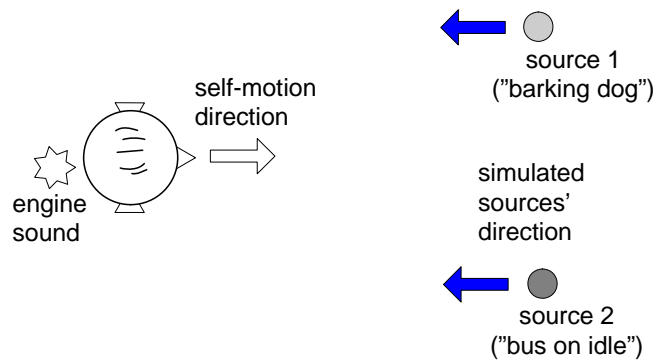 source 1
(”barking dog”)
self-motion
direction
engine
sound
simulated
sources’
direction
source 2
(”bus on idle”)